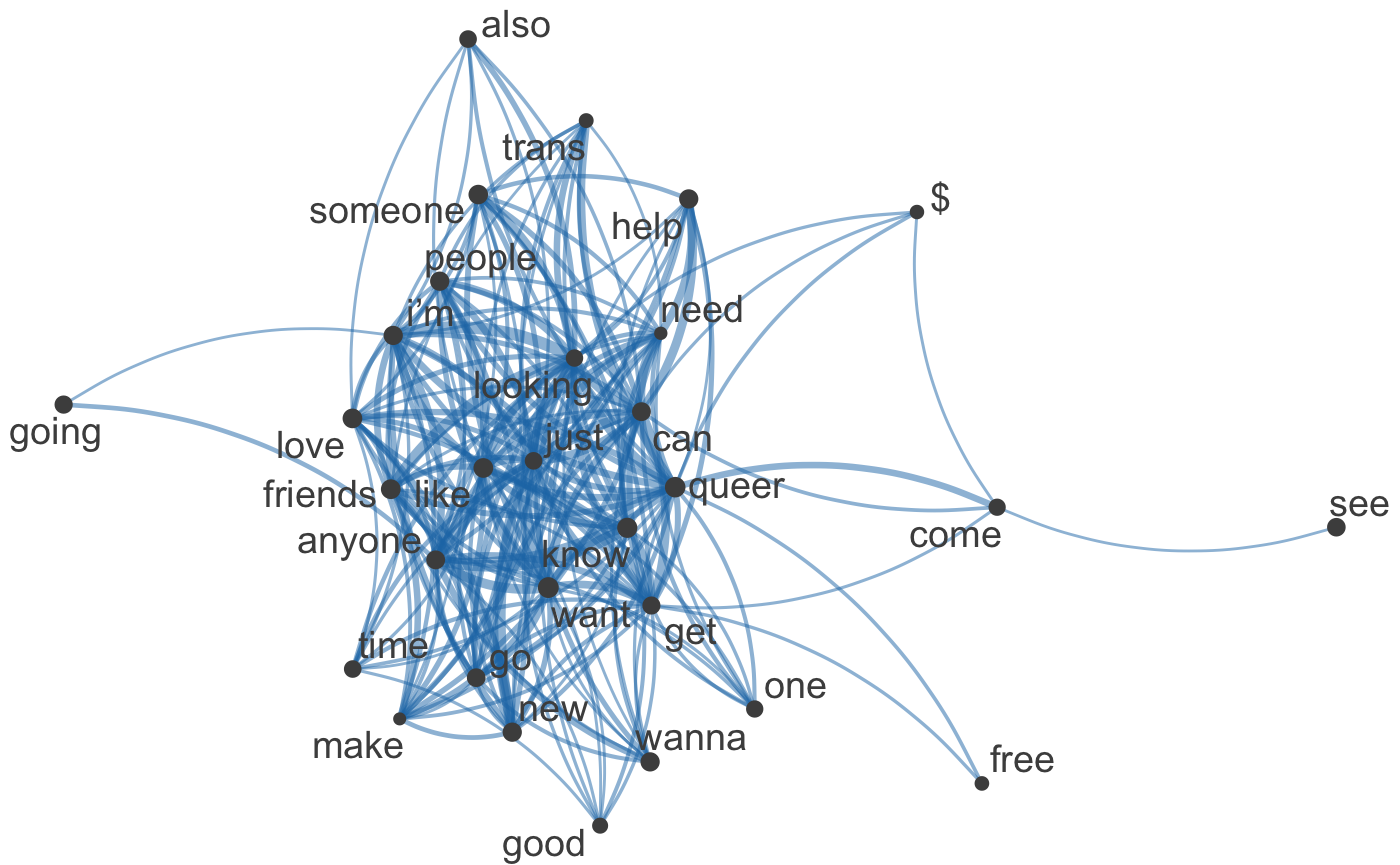 also
trans
someone
help
$
people
i’m
need
looking
going
love
just
can
friends
like
queer
see
anyone
know
come
want
get
time
go
one
new
make
wanna
free
good